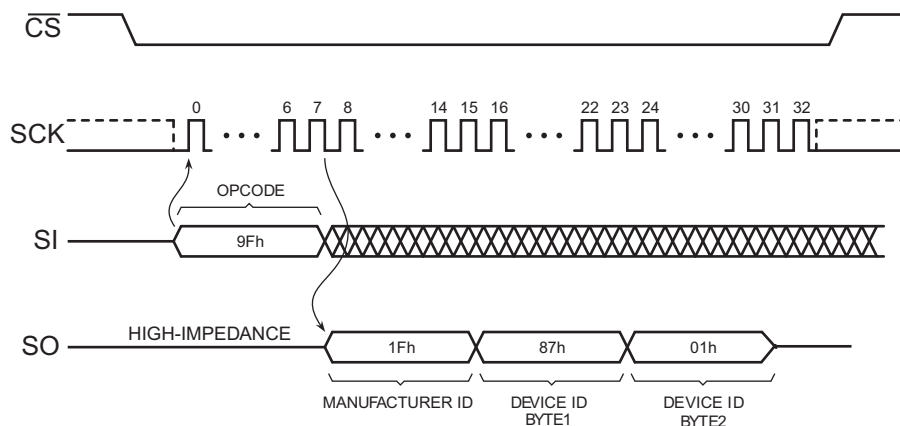 CS
0 6 7 8 14 15 16 22 23 24 30 31 32
SCK
OPCODE
SI 9Fh
HIGH-IMPEDANCE
SO 1Fh 87h 01h
MANUFACTURER ID DEVICE ID DEVICE ID
BYTE1 BYTE2